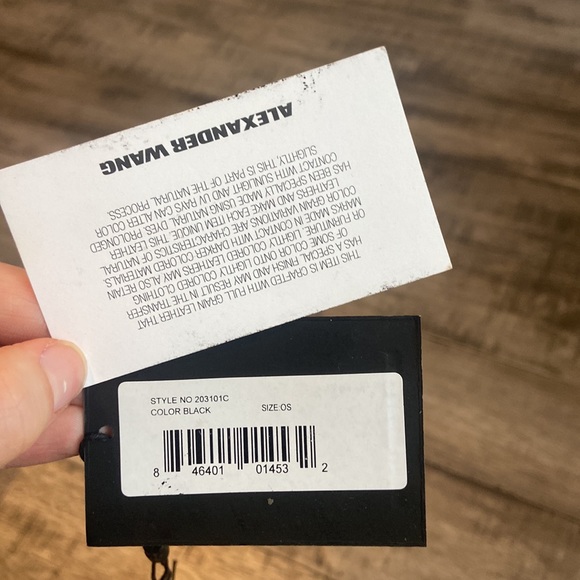 THIS ITEM IS CRAFTED WITH FULL GRAIN LEATHER THAT
HAS A SPECIAL FINISH AND MAY RESULT IN THE TRANSFER
OF SOME COLOR ONTO LIGHTLY COLORED CLOTHING
OR FURNITURE. LIGHTLY COLORED LEATHERS MAY ALSO RETAIN
MARKS MADE IN CONTACT WITH DARKER COLORED MATERIALS.
COLOR GRAIN VARIATIONS ARE CHARACTERISTICS OF NATURAL
LEATHERS AND MAKE EACH ITEM UNIQUE. THIS LEATHER
HAS BEEN SPECIALLY MADE USING NATURAL DYES. PROLONGED
CONTACT WITH SUNLIGHT AND UV RAYS CAN ALTER COLOR
SLIGHTLY. THIS IS PART OF THE NATURAL PROCESS.
ALEXANDER WANG
STYLE NO 203101C
COLOR BLACK SIZE:OS
8 46401 01453 2